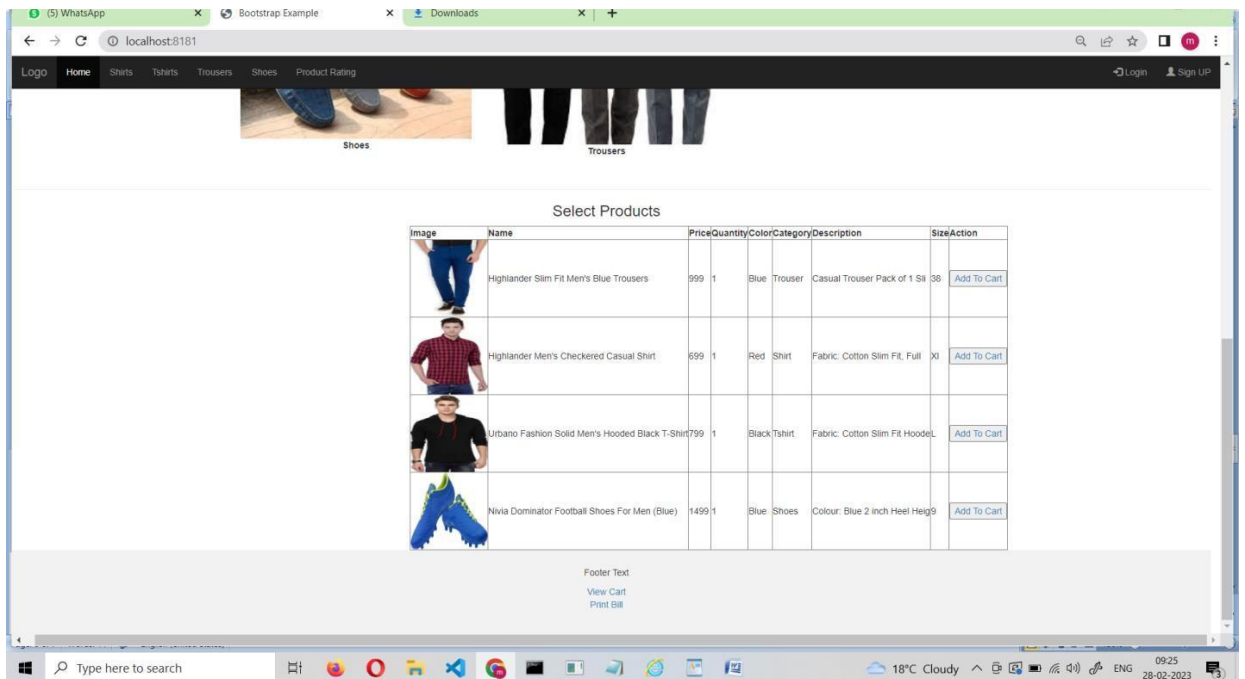 (5) WhatsApp
Bootstrap Example
Downloads
localhost:8181
m
Logo Home Shirts Tshirts Trousers Shoes Product Rating Login Sign UP
Shoes
Trousers
Select Products
Image Name Price Quantity Color Category Description Size Action
Highlander Slim Fit Men's Blue Trousers 999 1 Blue Trouser Casual Trouser Pack of 1 Sli 38 Add To Cart
Highlander Men's Checkered Casual Shirt 699 1 Red Shirt Fabric: Cotton Slim Fit, Full Xl Add To Cart
Urbano Fashion Solid Men's Hooded Black T-Shirt 799 1 Black Tshirt Fabric: Cotton Slim Fit Hoode L Add To Cart
Nivia Dominator Football Shoes For Men (Blue) 1499 1 Blue Shoes Colour: Blue 2 inch Heel Heig 9 Add To Cart
Footer Text
View Cart
Print Bill
Type here to search
18°C Cloudy
ENG
09:25
28-02-2023